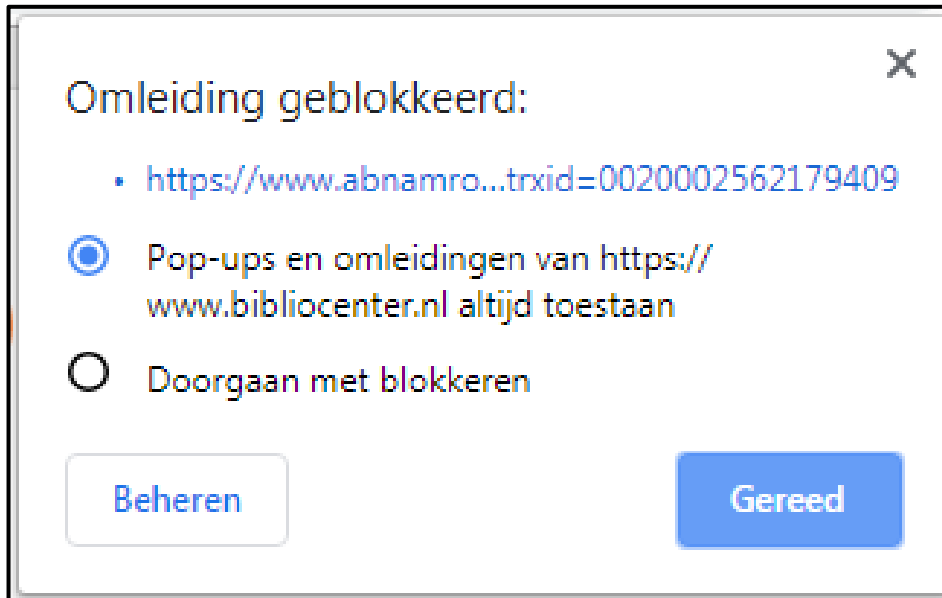 Omleiding geblokkeerd:
• https://www.abnamro...trxid=0020002562179409
Pop-ups en omleidingen van https://
www.bibliocenter.nl altijd toestaan
Doorgaan met blokkeren
Beheren
Gereed